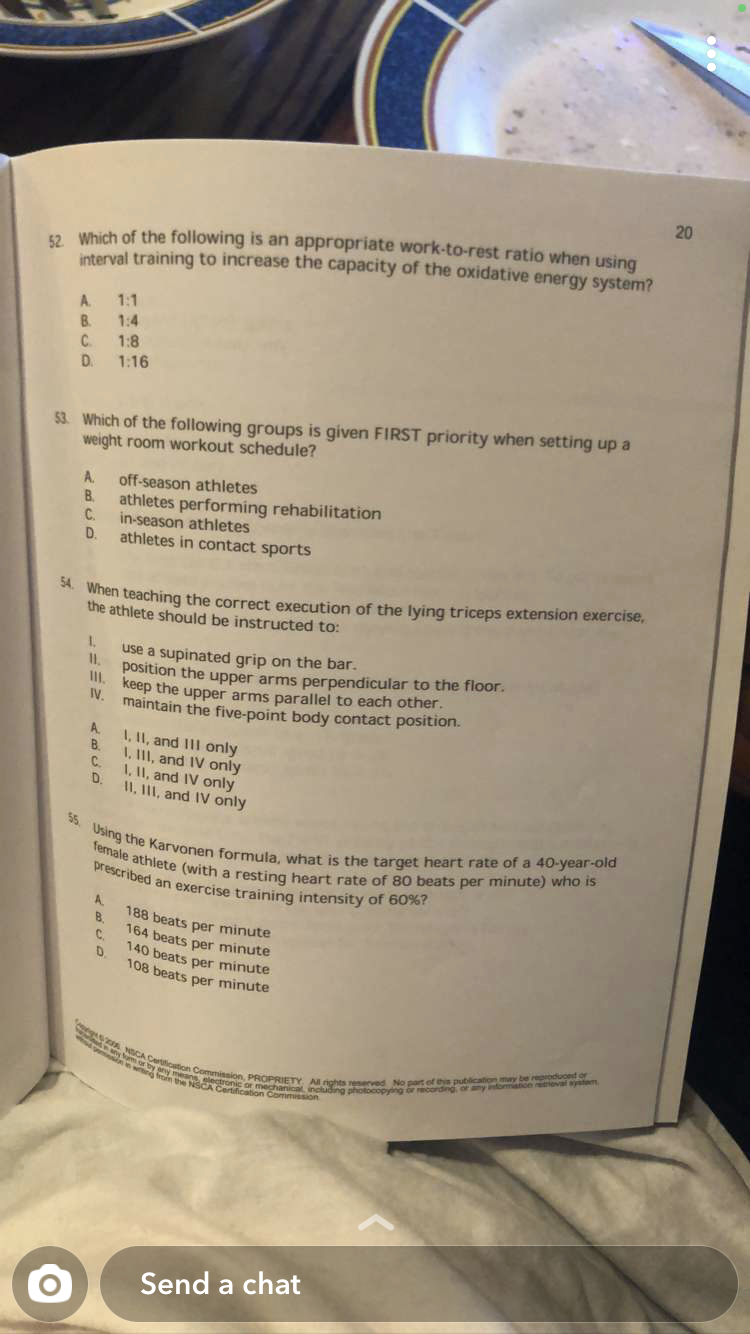 20
52. Which of the following is an appropriate work-to-rest ratio when using
interval training to increase the capacity of the oxidative energy system?
A. 1:1
B. 1:4
C. 1:8
D. 1:16
53. Which of the following groups is given FIRST priority when setting up a
weight room workout schedule?
A. off-season athletes
B. athletes performing rehabilitation
C. in-season athletes
D. athletes in contact sports
54. When teaching the correct execution of the lying triceps extension exercise,
the athlete should be instructed to:
I. use a supinated grip on the bar.
II. position the upper arms perpendicular to the floor.
III. keep the upper arms parallel to each other.
IV. maintain the five-point body contact position.
A. I, II, and III only
B. I, III, and IV only
C. I, II, and IV only
D. II, III, and IV only
55. Using the Karvonen formula, what is the target heart rate of a 40-year-old
female athlete (with a resting heart rate of 80 beats per minute) who is
prescribed an exercise training intensity of 60%?
A. 188 beats per minute
B. 164 beats per minute
C. 140 beats per minute
D. 108 beats per minute
Copyright © 2006. NSCA Certification Commission, PROPRIETY. All rights reserved. No part of this publication may be reproduced or
transmitted in any form or by any means, electronic or mechanical, including photocopying or recording, or any information retrieval system,
without permission in writing from the NSCA Certification Commission.
Send a chat